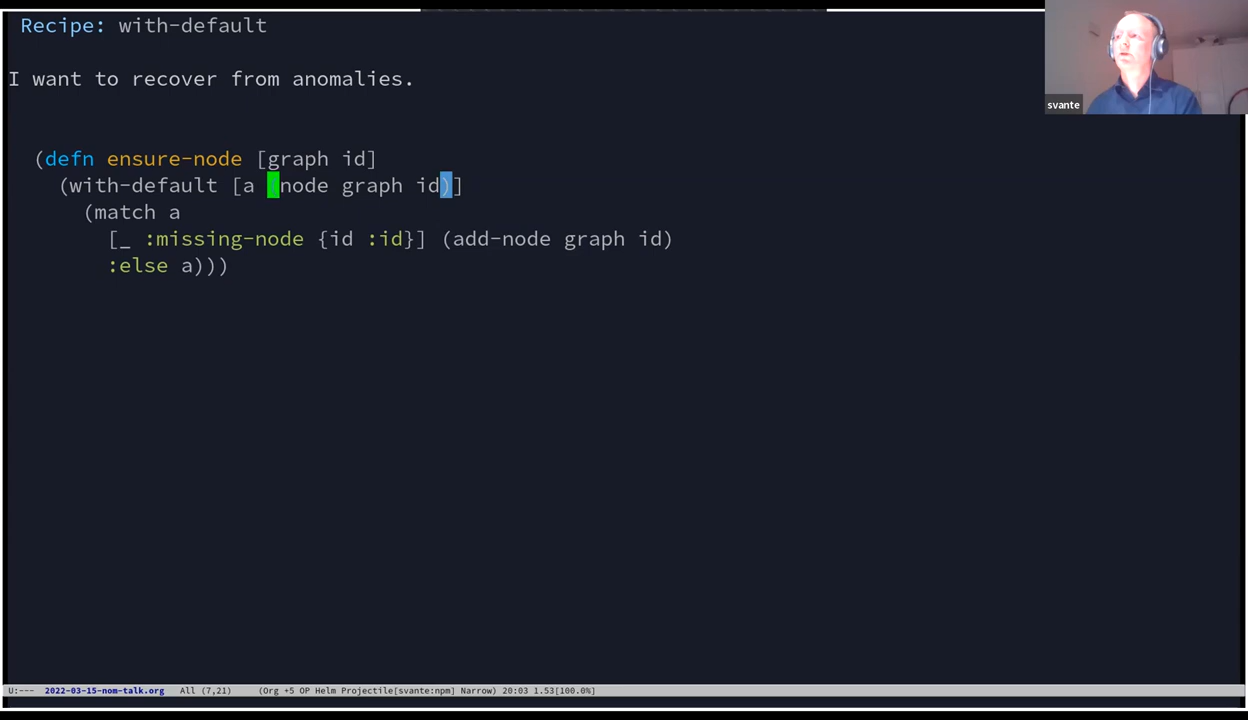 Recipe: with-default
I want to recover from anomalies.
svante
(defn ensure-node [graph id]
(with-default [a (node graph id)]
(match a
[_ :missing-node {id :id}] (add-node graph id)
:else a)))
U:--- 2022-03-15-nom-talk.org All (7,21) (Org +5 OP Helm Projectile[svante:npm] Narrow) 20:03 1.53[100.0%]